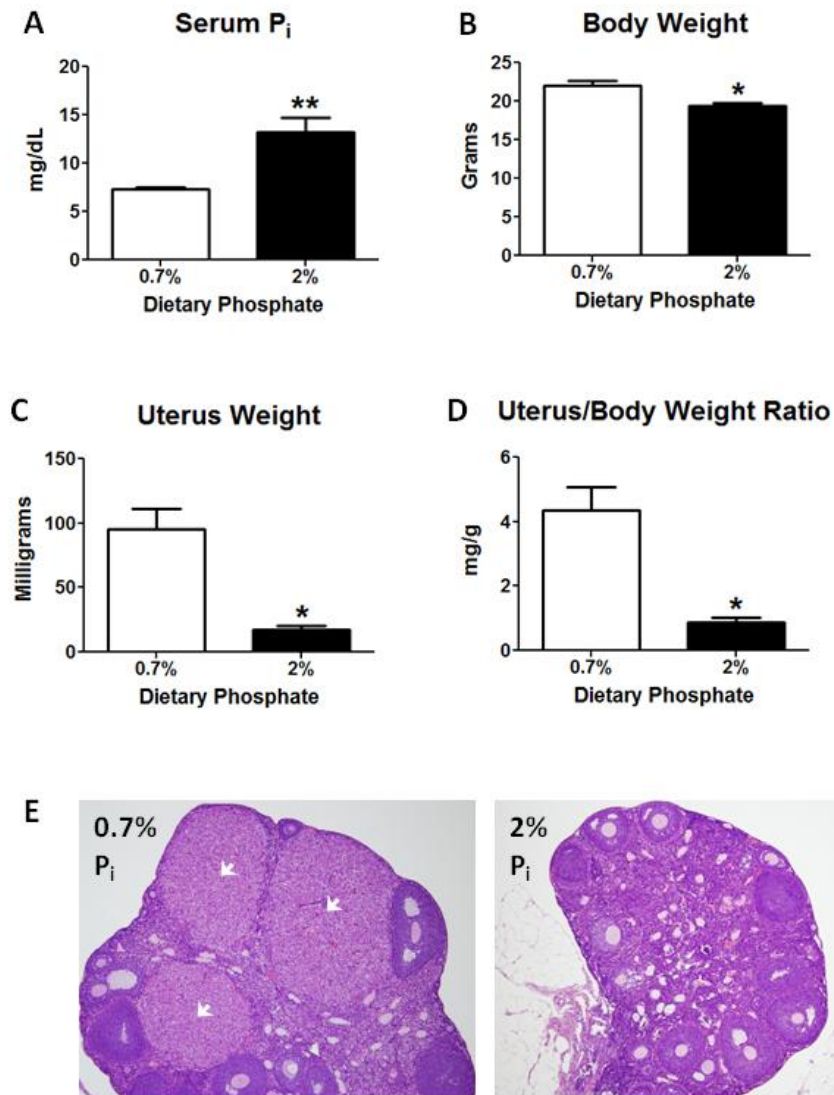 A
Serum Pi
20
15
10
5
0
mg/dL
**
0.7%
2%
Dietary Phosphate
B
Body Weight
25
20
15
10
5
0
Grams
*
0.7%
2%
Dietary Phosphate
C
Uterus Weight
150
100
50
0
Milligrams
*
0.7%
2%
Dietary Phosphate
D
Uterus/Body Weight Ratio
6
4
2
0
mg/g
*
0.7%
2%
Dietary Phosphate
E
0.7%
Pi
2%
Pi